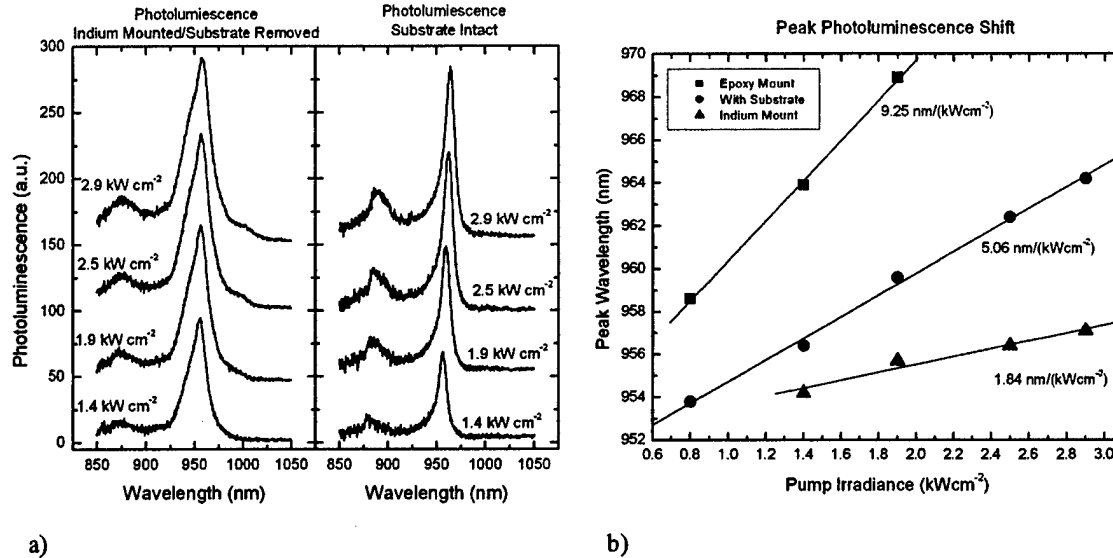 Photolumiescence
Indium Mounted/Substrate Removed
Photolumiescence
Substrate Intact
300
250
200
150
100
50
0
Photoluminescence (a.u.)
2.9 kW cm-2
2.5 kW cm-2
1.9 kW cm-2
1.4 kW cm-2
2.9 kW cm-2
2.5 kW cm-2
1.9 kW cm-2
1.4 kW cm-2
850 900 950 1000 1050
850 900 950 1000 1050
Wavelength (nm)
Wavelength (nm)
a)
Peak Photoluminescence Shift
970
968
966
964
962
960
958
956
954
952
Peak Wavelength (nm)
Epoxy Mount
With Substrate
Indium Mount
9.25 nm/(kWcm-2)
5.06 nm/(kWcm-2)
1.84 nm/(kWcm-2)
0.6 0.8 1.0 1.2 1.4 1.6 1.8 2.0 2.2 2.4 2.6 2.8 3.0
Pump Irradiance (kWcm-2)
b)